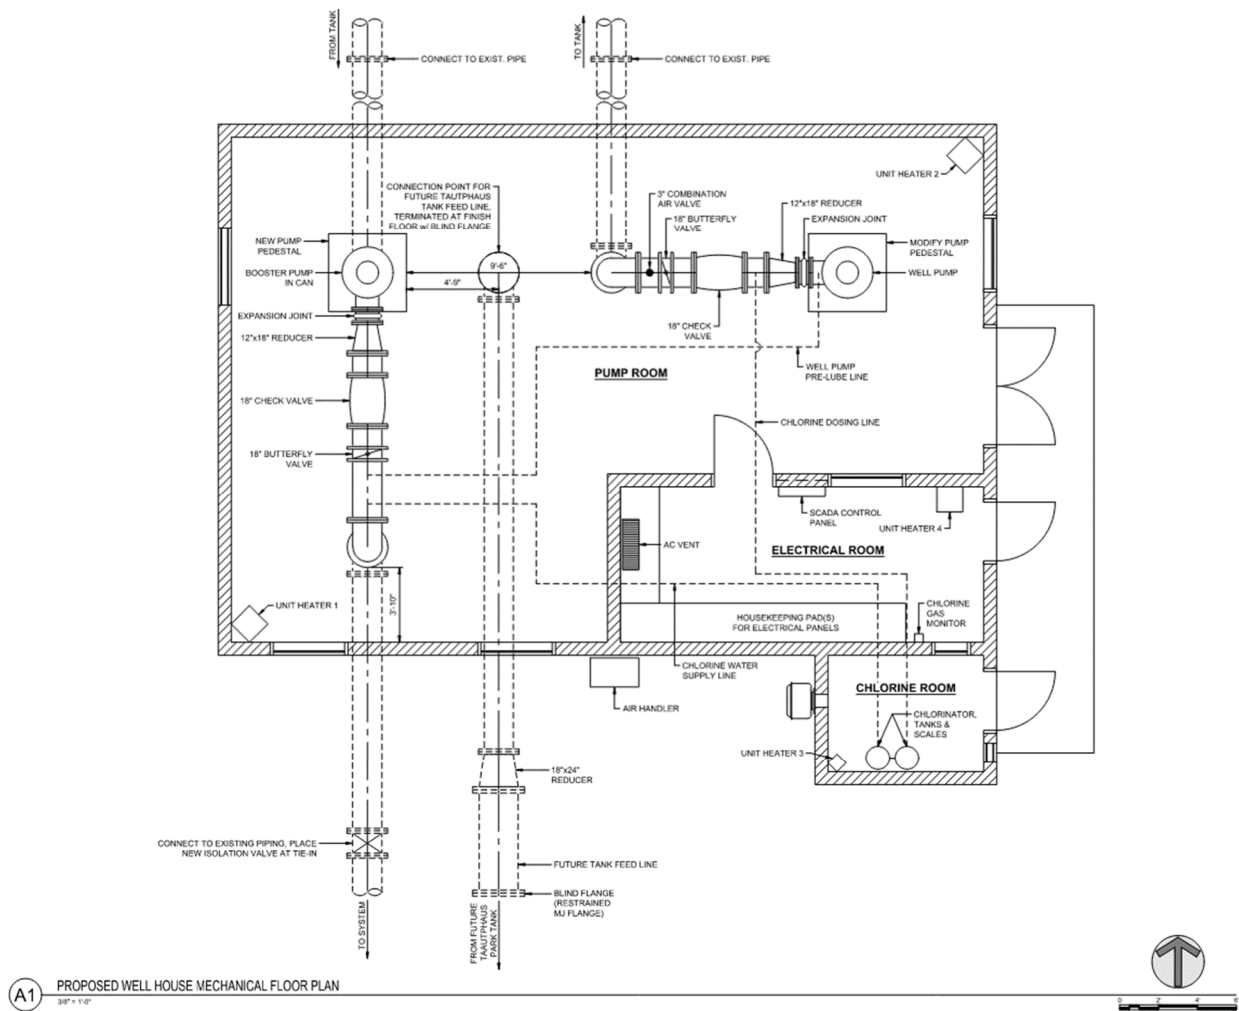 FROM TANK
TO TANK
CONNECT TO EXIST. PIPE
CONNECT TO EXIST. PIPE
UNIT HEATER 2
CONNECTION POINT FOR
FUTURE TAUTPHAUS
TANK FEED LINE,
TERMINATED AT FINISH
FLOOR w/ BLIND FLANGE
3" COMBINATION
AIR VALVE
18" BUTTERFLY
VALVE
12"x18" REDUCER
EXPANSION JOINT
NEW PUMP
PEDESTAL
MODIFY PUMP
PEDESTAL
BOOSTER PUMP
IN CAN
9'-6"
4'-9"
WELL PUMP
EXPANSION JOINT
12"x18" REDUCER
18" CHECK
VALVE
WELL PUMP
PRE-LUBE LINE
PUMP ROOM
18" CHECK VALVE
CHLORINE DOSING LINE
18" BUTTERFLY
VALVE
SCADA CONTROL
PANEL
UNIT HEATER 4
AC VENT
ELECTRICAL ROOM
3'-10"
UNIT HEATER 1
HOUSEKEEPING PAD(S)
FOR ELECTRICAL PANELS
CHLORINE
GAS
MONITOR
CHLORINE WATER
SUPPLY LINE
CHLORINE ROOM
AIR HANDLER
CHLORINATOR,
TANKS &
SCALES
UNIT HEATER 3
18"x24"
REDUCER
CONNECT TO EXISTING PIPING, PLACE
NEW ISOLATION VALVE AT TIE-IN
FUTURE TANK FEED LINE
BLIND FLANGE
(RESTRAINED
MJ FLANGE)
TO SYSTEM
FROM FUTURE
TAAUTPHAUS
PARK TANK
A1
PROPOSED WELL HOUSE MECHANICAL FLOOR PLAN
3/8" = 1'-0"
0 2' 4' 8'